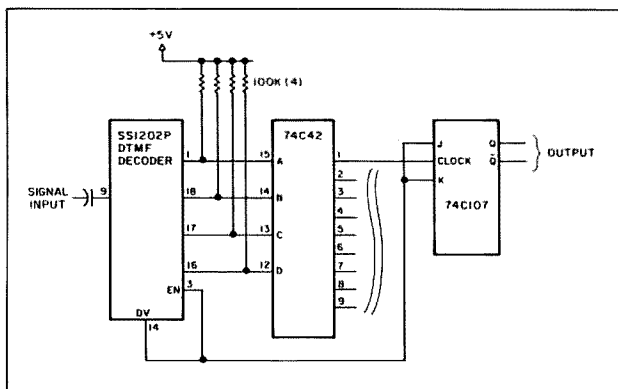 +5V
100K (4)
SSI202P
DTMF
DECODER
SIGNAL
INPUT
9
1
18
17
16
3
EN
DV
14
74C42
15
A
14
B
13
C
12
D
1
2
3
4
5
6
7
8
9
74C107
J
CLOCK
K
Q
Q̅
OUTPUT